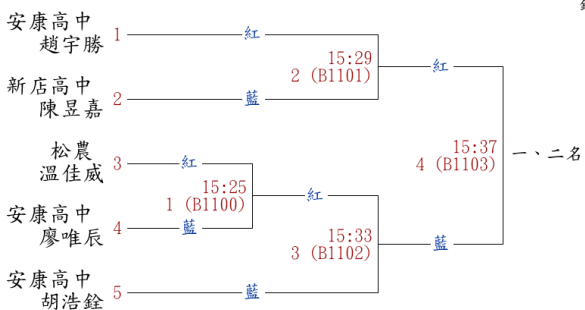 安康高中
趙宇勝 1 紅
15:29
2 (B1101) 紅
新店高中
陳昱嘉 2 藍
15:37
4 (B1103) 一、二名
松農
溫佳威 3 紅
15:25
1 (B1100) 紅
安康高中
廖唯辰 4 藍
15:33
3 (B1102) 藍
安康高中
胡浩銓 5 藍